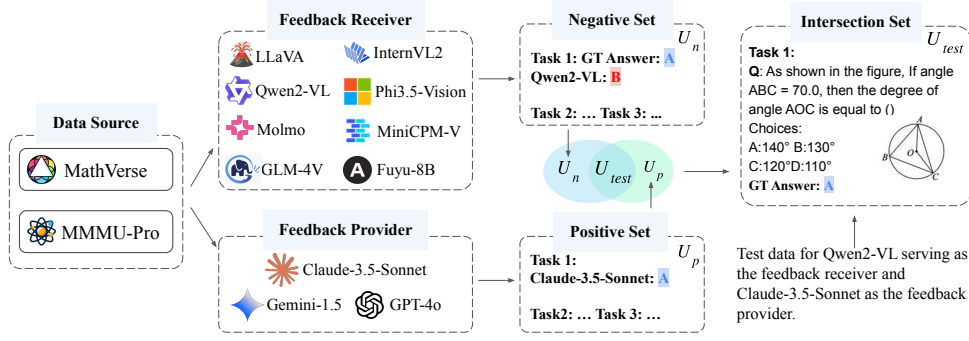 Data Source
MathVerse
MMMU-Pro
Feedback Receiver
LLaVA
InternVL2
Qwen2-VL
Phi3.5-Vision
Molmo
MiniCPM-V
GLM-4V
Fuyu-8B
Feedback Provider
Claude-3.5-Sonnet
Gemini-1.5
GPT-4o
Negative Set
Uₙ
Task 1: GT Answer: A
Qwen2-VL: B
Task 2: … Task 3: ...
Uₙ
U_test
Uₚ
Positive Set
Uₚ
Task 1:
Claude-3.5-Sonnet: A
Task2: … Task 3: …
Intersection Set
U_test
Task 1:
Q: As shown in the figure, If angle
ABC = 70.0, then the degree of
angle AOC is equal to ()
Choices:
A:140° B:130°
C:120°D:110°
GT Answer: A
A
O
B
C
Test data for Qwen2-VL serving as
the feedback receiver and
Claude-3.5-Sonnet as the feedback
provider.